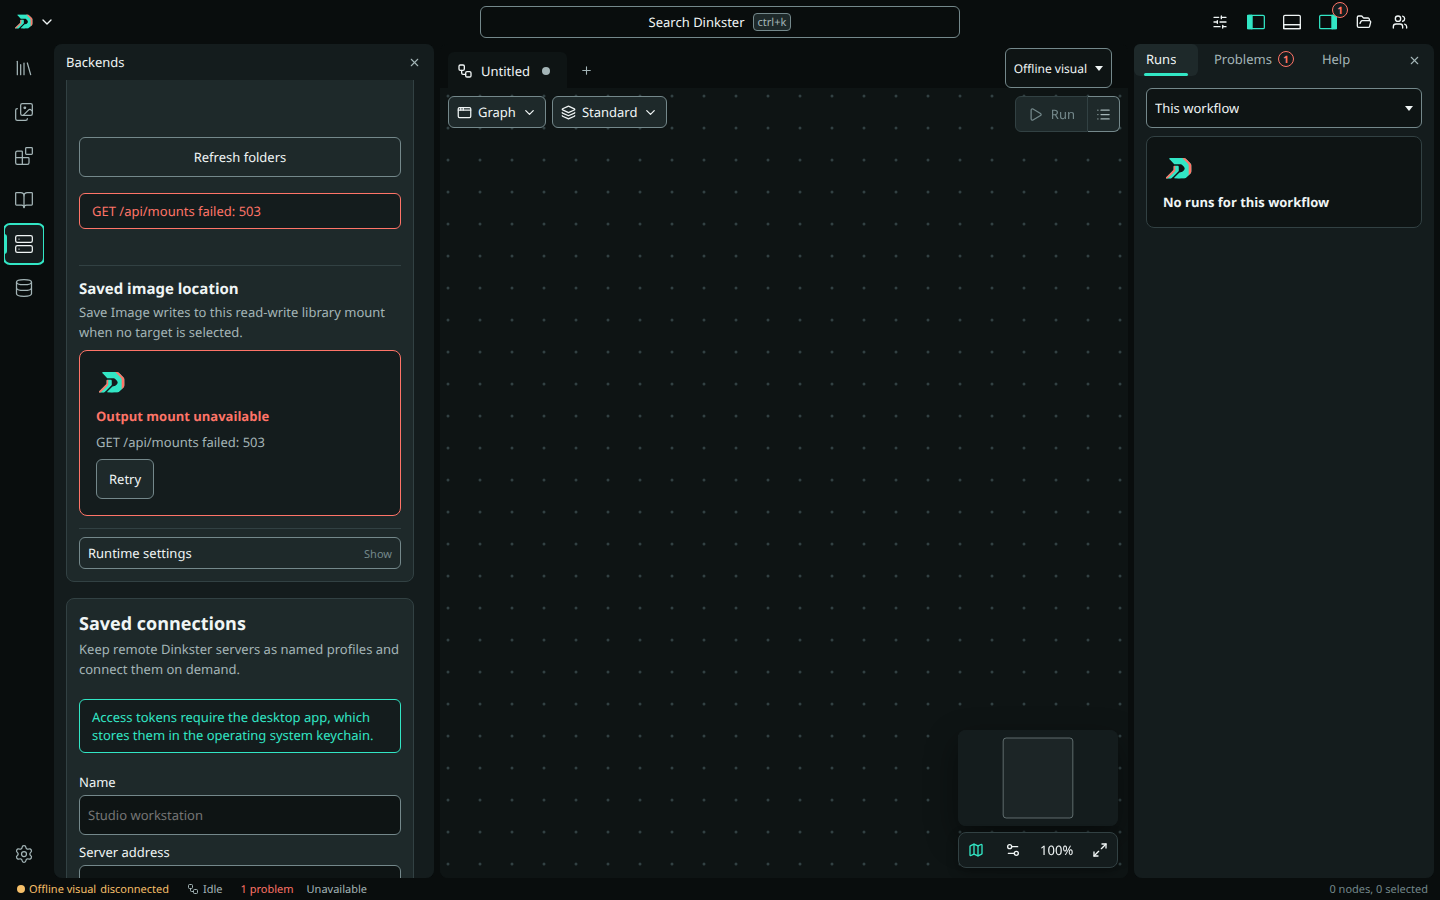 Search Dinkster ctrl+k
1
Backends
Refresh folders
GET /api/mounts failed: 503
Saved image location
Save Image writes to this read-write library mount
when no target is selected.
Output mount unavailable
GET /api/mounts failed: 503
Retry
Runtime settings Show
Saved connections
Keep remote Dinkster servers as named profiles and
connect them on demand.
Access tokens require the desktop app, which
stores them in the operating system keychain.
Name
Studio workstation
Server address
Untitled
Offline visual
Graph Standard
Run
100%
Runs Problems 1 Help
This workflow
No runs for this workflow
Offline visual disconnected Idle 1 problem Unavailable
0 nodes, 0 selected